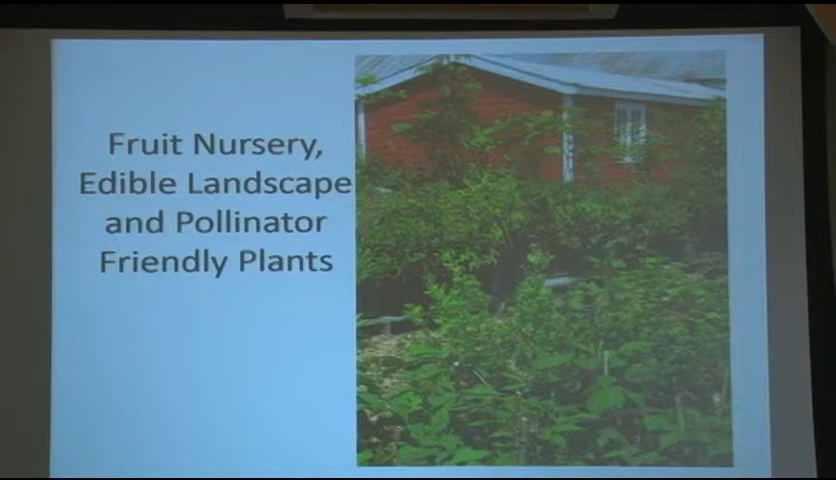 Fruit Nursery,
Edible Landscape
and Pollinator
Friendly Plants